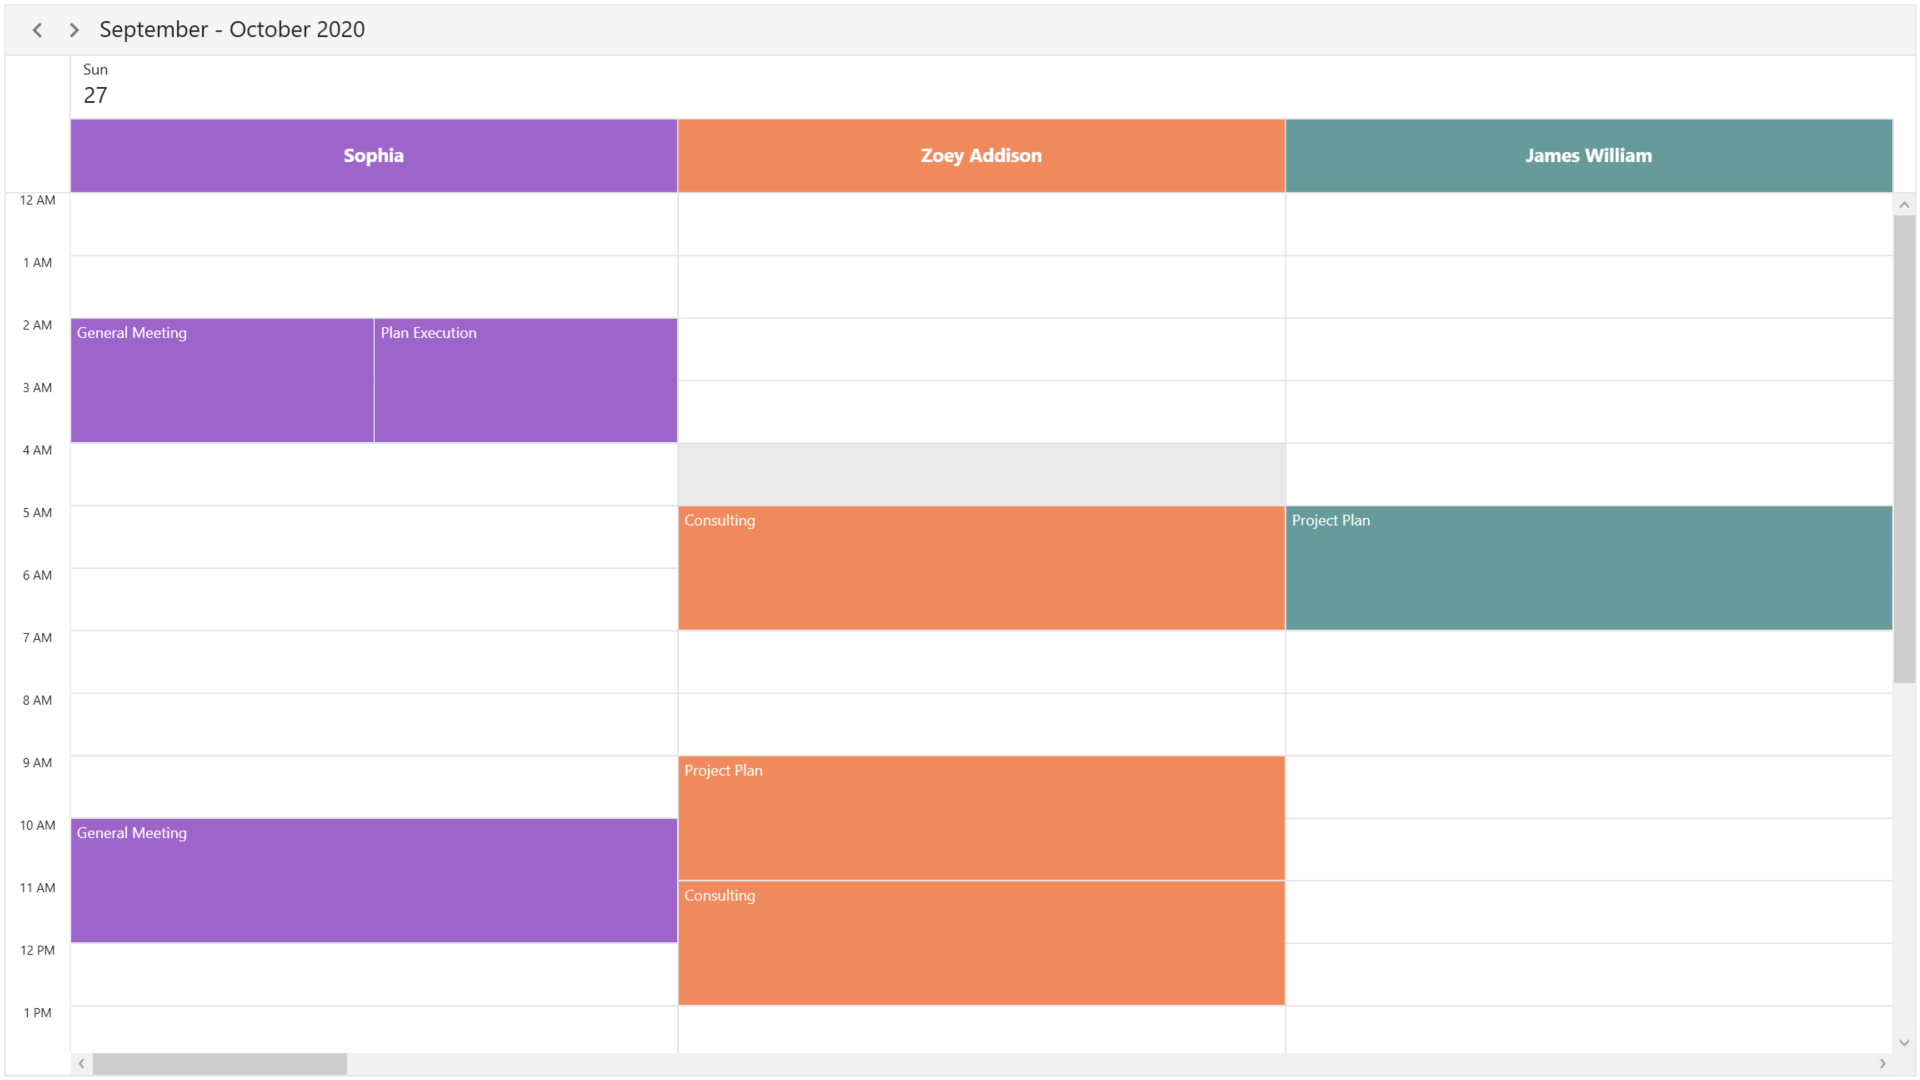 September - October 2020
Sun
27
Sophia
Zoey Addison
James William
12 AM
1 AM
2 AM
General Meeting
Plan Execution
3 AM
4 AM
5 AM
Consulting
Project Plan
6 AM
7 AM
8 AM
9 AM
Project Plan
10 AM
General Meeting
11 AM
Consulting
12 PM
1 PM